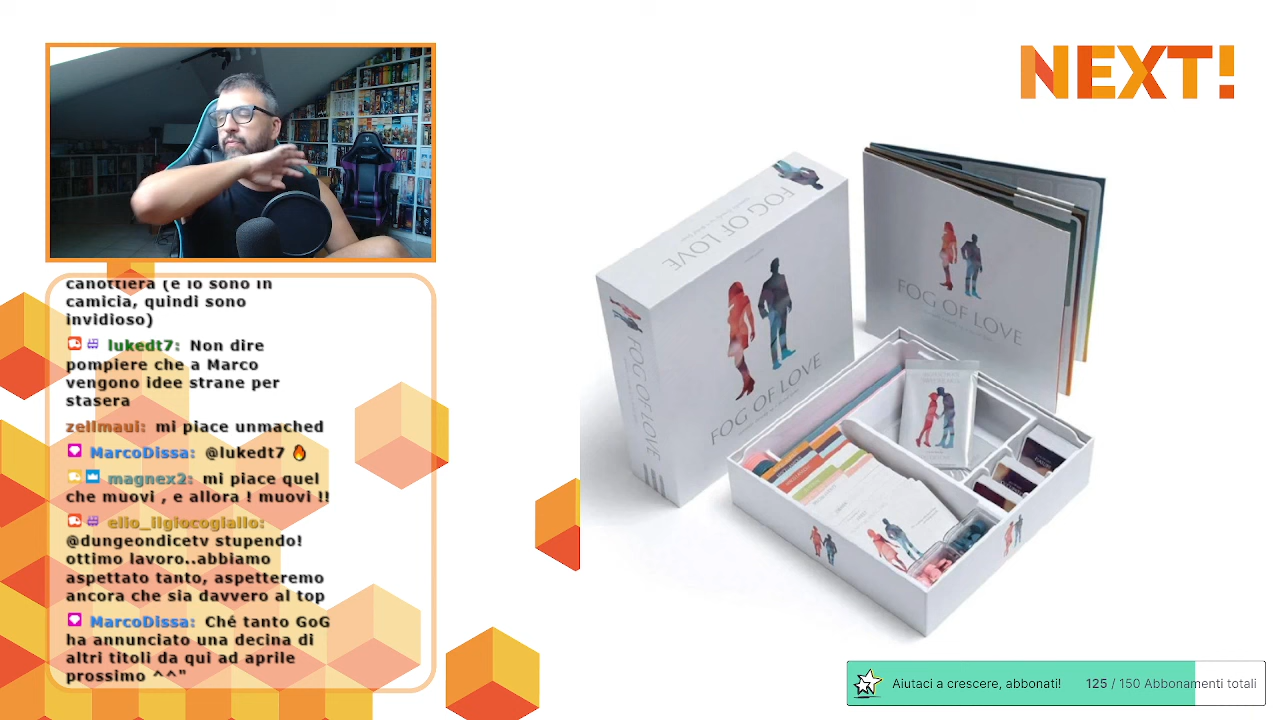 NEXT!
canottiera (e io sono in
camicia, quindi sono
invidioso)
lukedt7: Non dire
pompiere che a Marco
vengono idee strane per
stasera
zellmaui: mi piace unmached
MarcoDissa: @lukedt7 🔥
magnex2: mi piace quel
che muovi , e allora ! muovi !!
elio_ilgiocogiallo:
@dungeondicetv stupendo!
ottimo lavoro..abbiamo
aspettato tanto, aspetteremo
ancora che sia davvero al top
MarcoDissa: Ché tanto GoG
ha annunciato una decina di
altri titoli da qui ad aprile
prossimo ^^"
FOG OF LOVE
FOG OF LOVE
FOG OF LOVE
FOG OF LOVE
Aiutaci a crescere, abbonati! 125 / 150 Abbonamenti totali